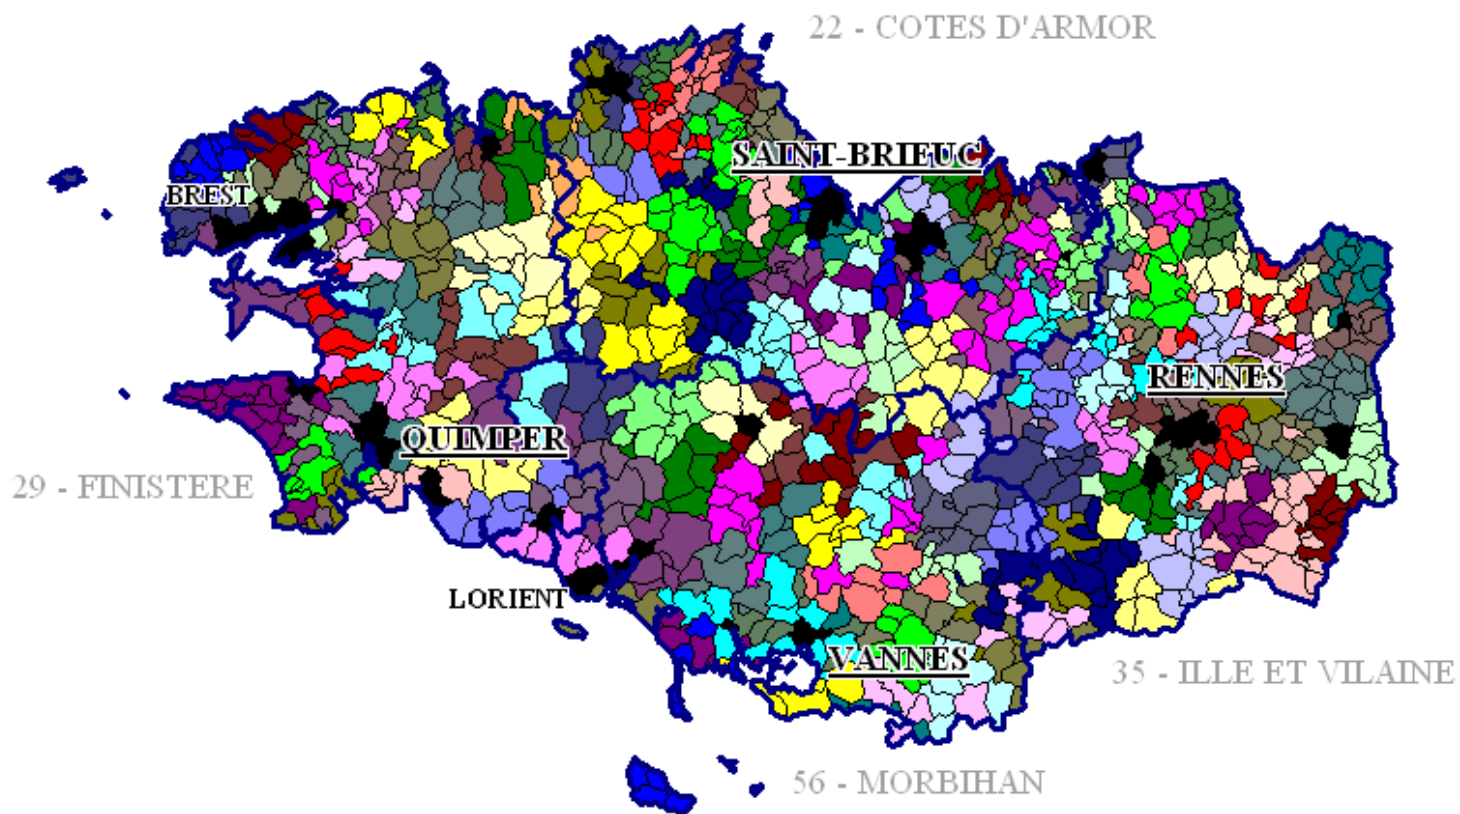 22 - COTES D'ARMOR
SAINT-BRIEUC
BREST
RENNES
QUIMPER
29 - FINISTERE
LORIENT
VANNES
35 - ILLE ET VILAINE
56 - MORBIHAN